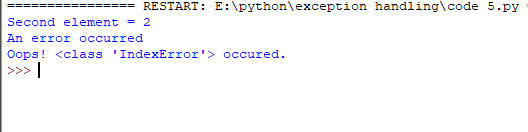 ================ RESTART: E:\python\exception handling\code 5.py
Second element = 2
An error occurred
Oops! <class 'IndexError'> occured.
>>>